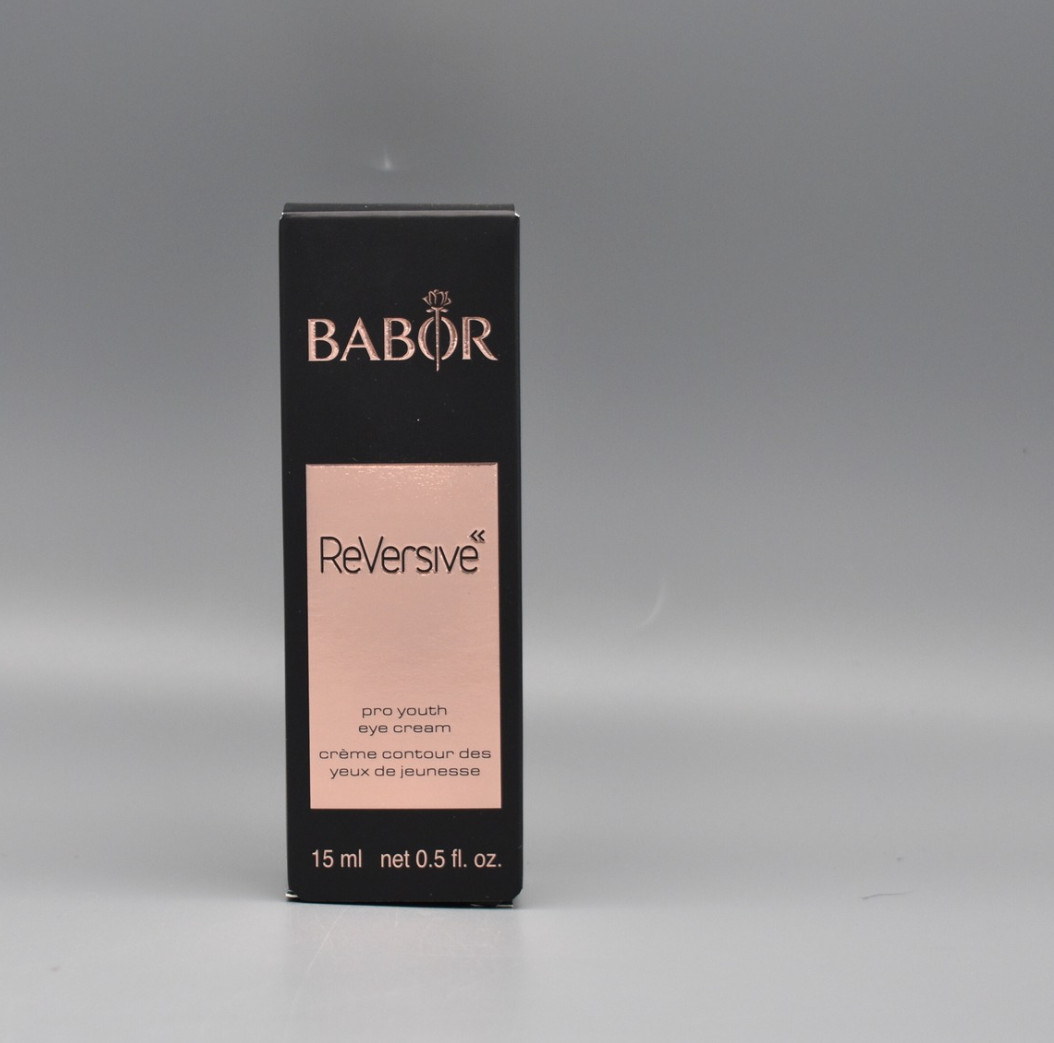 BABOR
ReVersive
pro youth
eye cream
crème contour des
yeux de jeunesse
15 ml net 0.5 fl. oz.